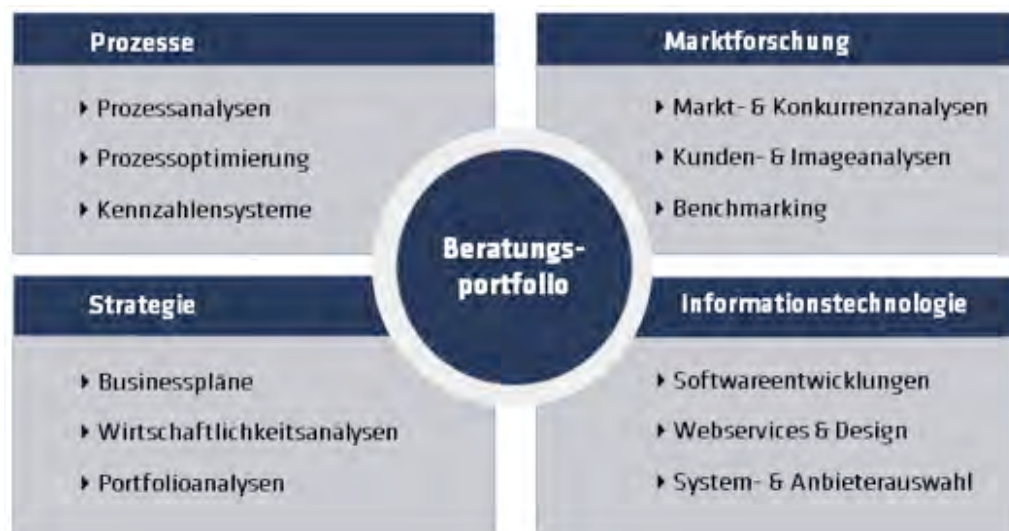 Prozesse
▸ Prozessanalysen
▸ Prozessoptimierung
▸ Kennzahlensysteme
Marktforschung
▸ Markt- & Konkurrenzanalysen
▸ Kunden- & Imageanalysen
▸ Benchmarking
Beratungs-
portfolio
Strategie
▸ Businesspläne
▸ Wirtschaftlichkeitsanalysen
▸ Portfolioanalysen
Informationstechnologie
▸ Softwareentwicklungen
▸ Webservices & Design
▸ System- & Anbieterauswahl